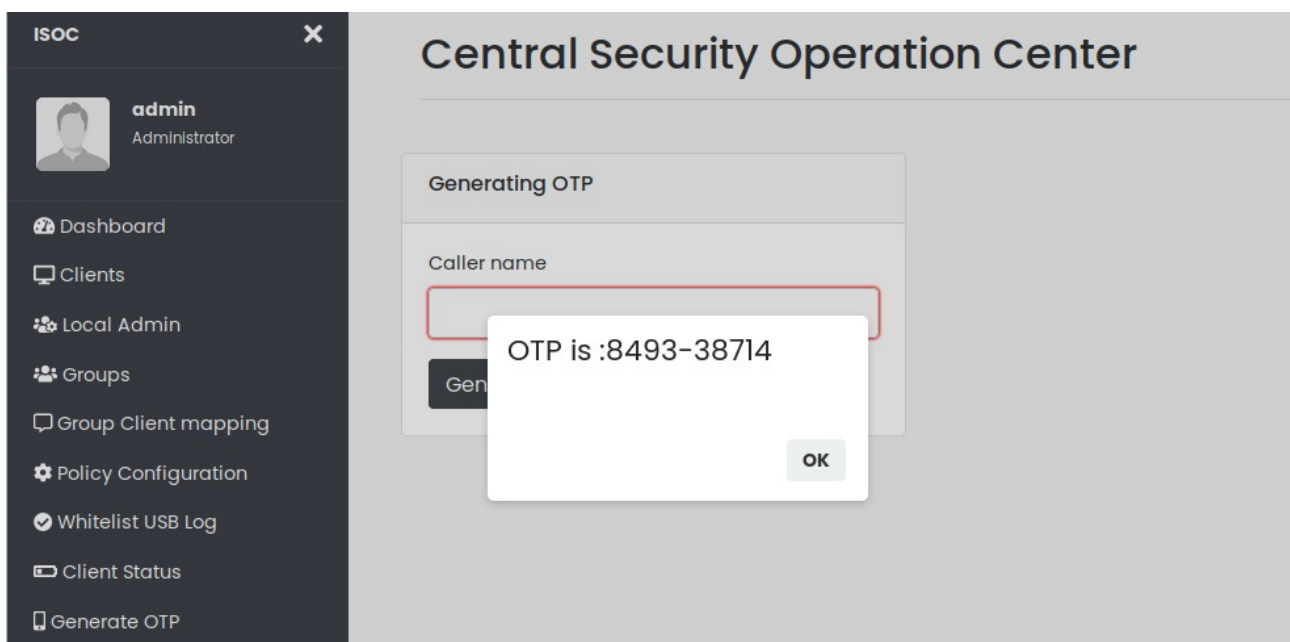 ISOC
admin
Administrator
Dashboard
Clients
Local Admin
Groups
Group Client mapping
Policy Configuration
Whitelist USB Log
Client Status
Generate OTP
Central Security Operation Center
Generating OTP
Caller name
Gen
OTP is :8493-38714
OK